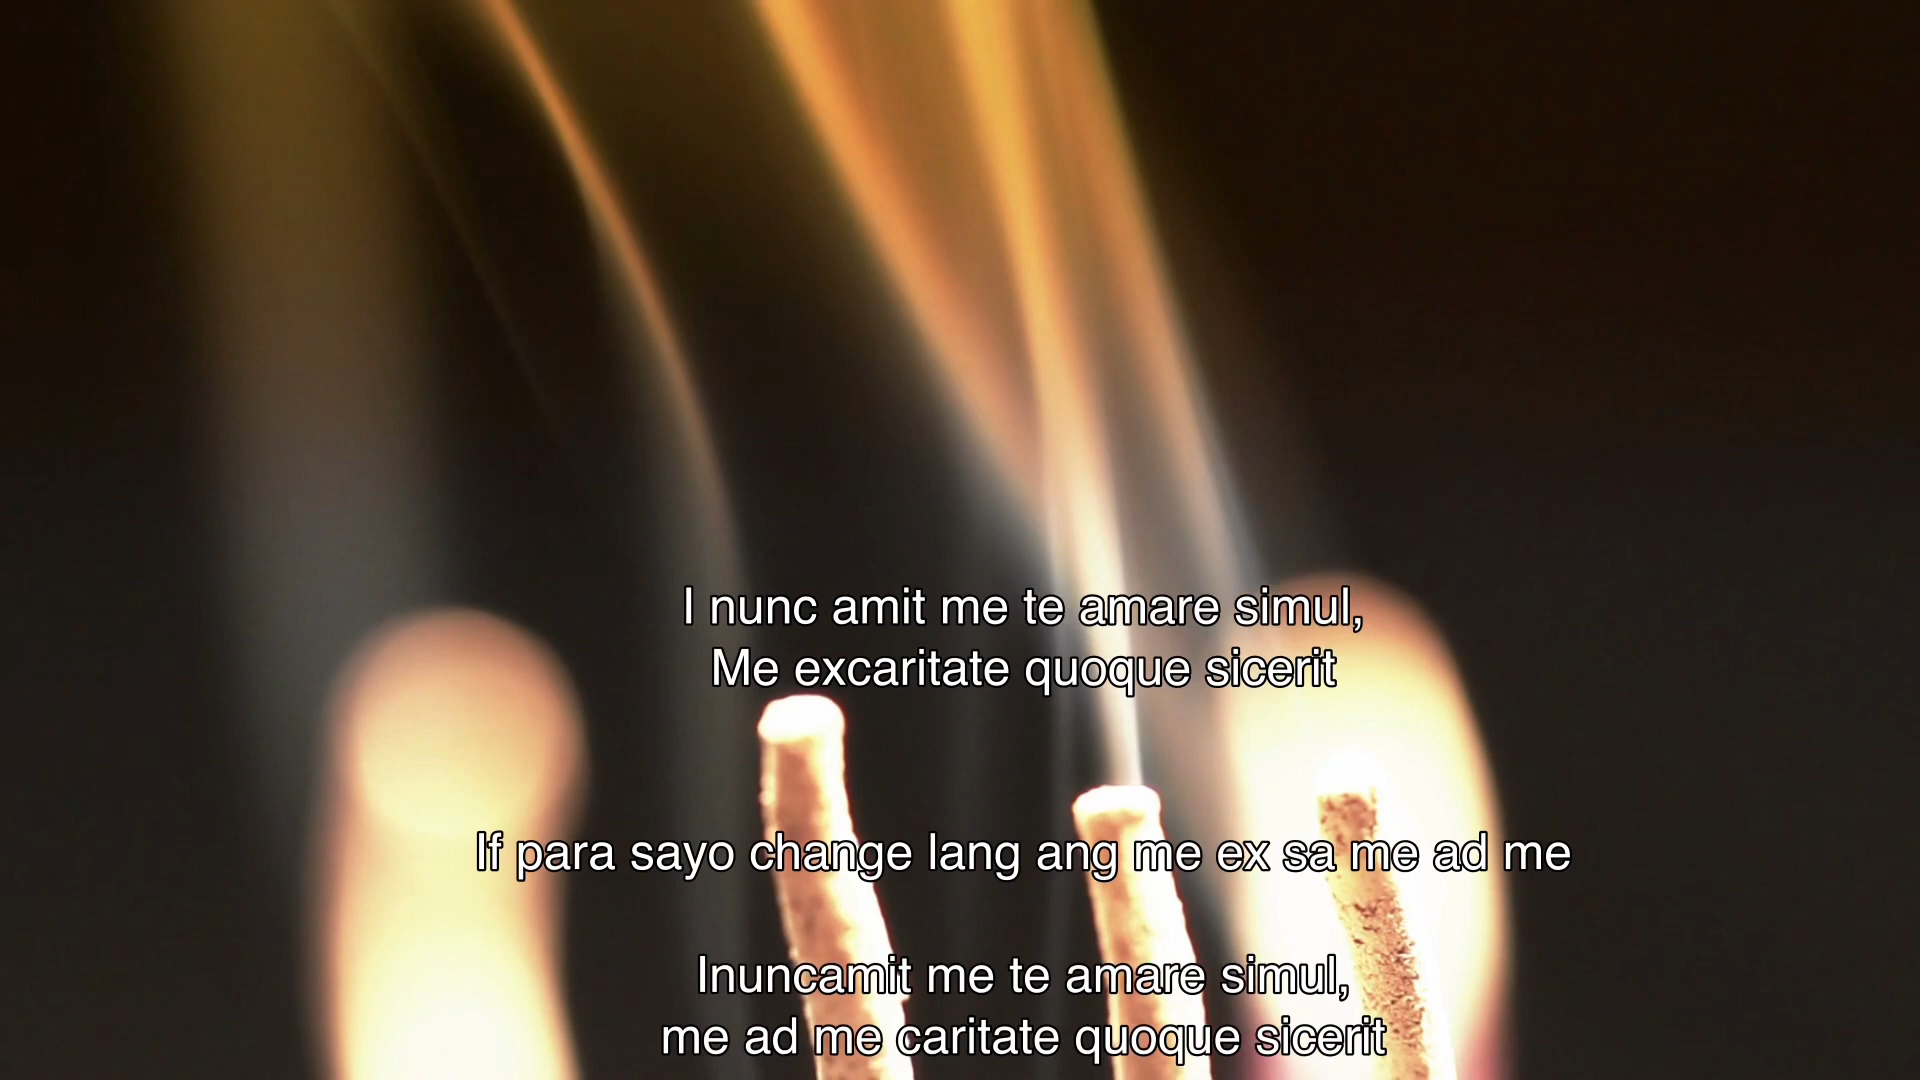 I nunc amit me te amare simul,
Me excaritate quoque sicerit
If para sayo change lang ang me ex sa me ad me
Inuncamit me te amare simul,
me ad me caritate quoque sicerit